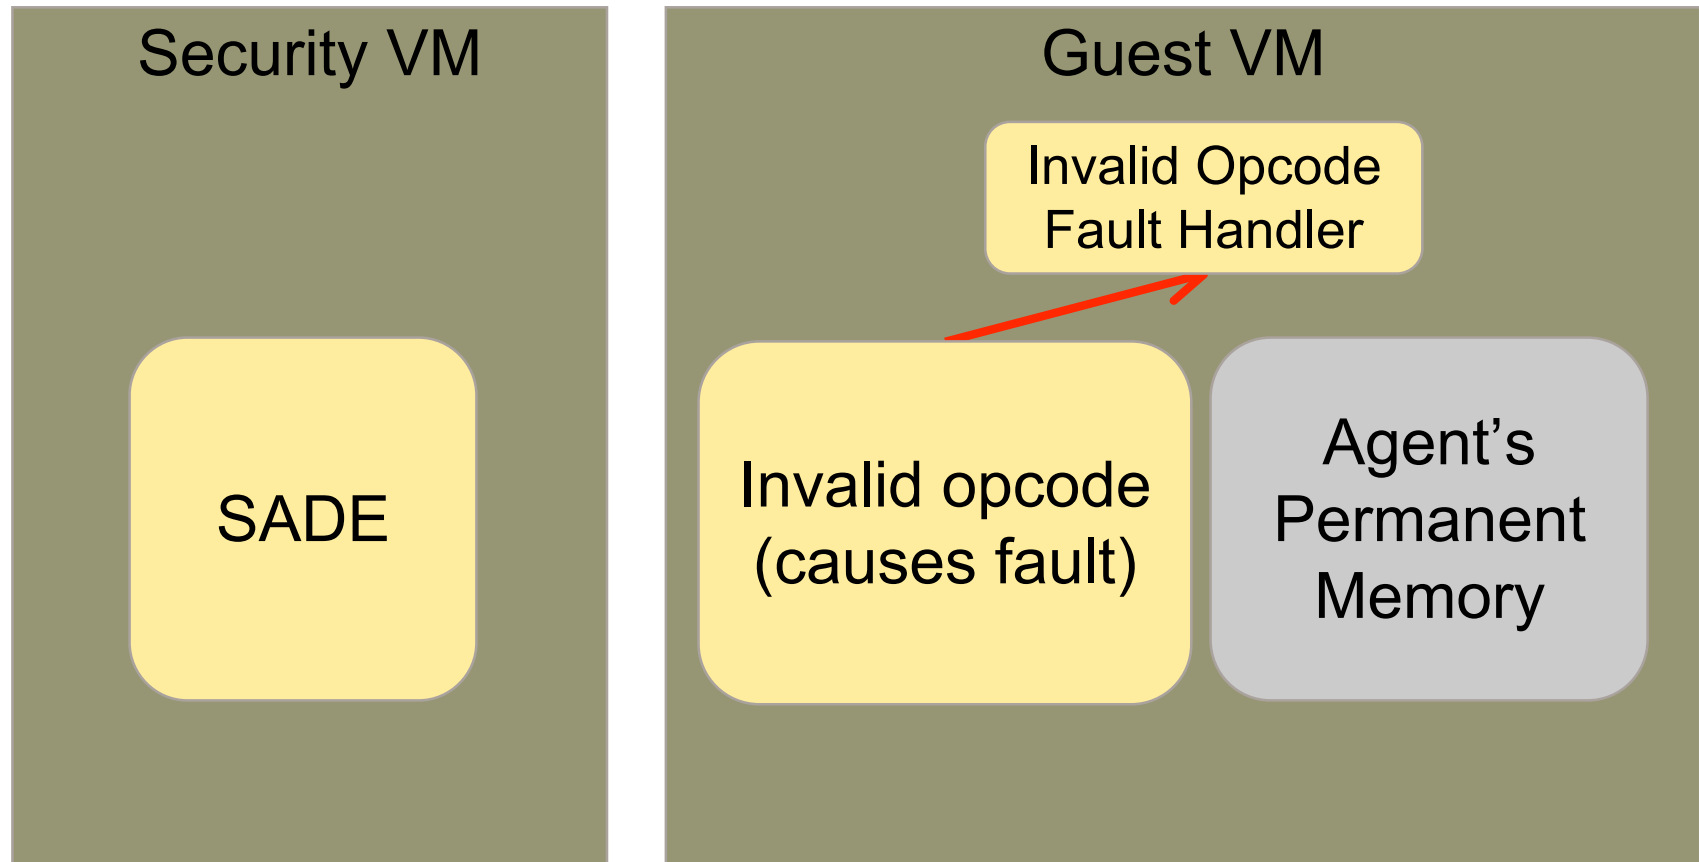 Security VM
SADE
Guest VM
Invalid Opcode
Fault Handler
Invalid opcode
(causes fault)
Agent’s
Permanent
Memory